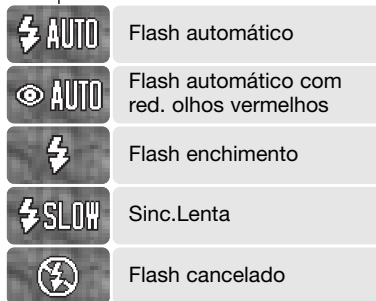 AUTO Flash automático
AUTO Flash automático com
red. olhos vermelhos
Flash enchimento
SLOW Sinc.Lenta
Flash cancelado